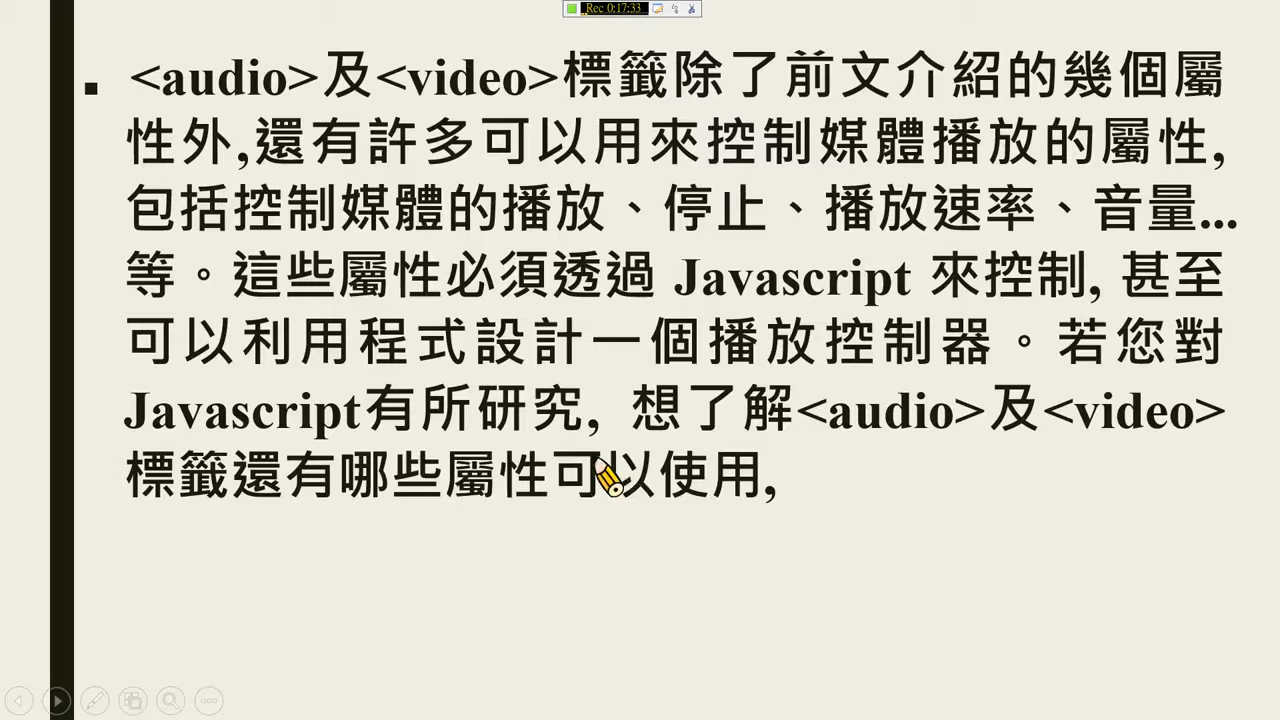 Rec 0:17:33
▪ <audio>及<video>標籤除了前文介紹的幾個屬
性外,還有許多可以用來控制媒體播放的屬性,
包括控制媒體的播放、停止、播放速率、音量...
等。這些屬性必須透過 Javascript 來控制, 甚至
可以利用程式設計一個播放控制器。若您對
Javascript有所研究, 想了解<audio>及<video>
標籤還有哪些屬性可以使用,